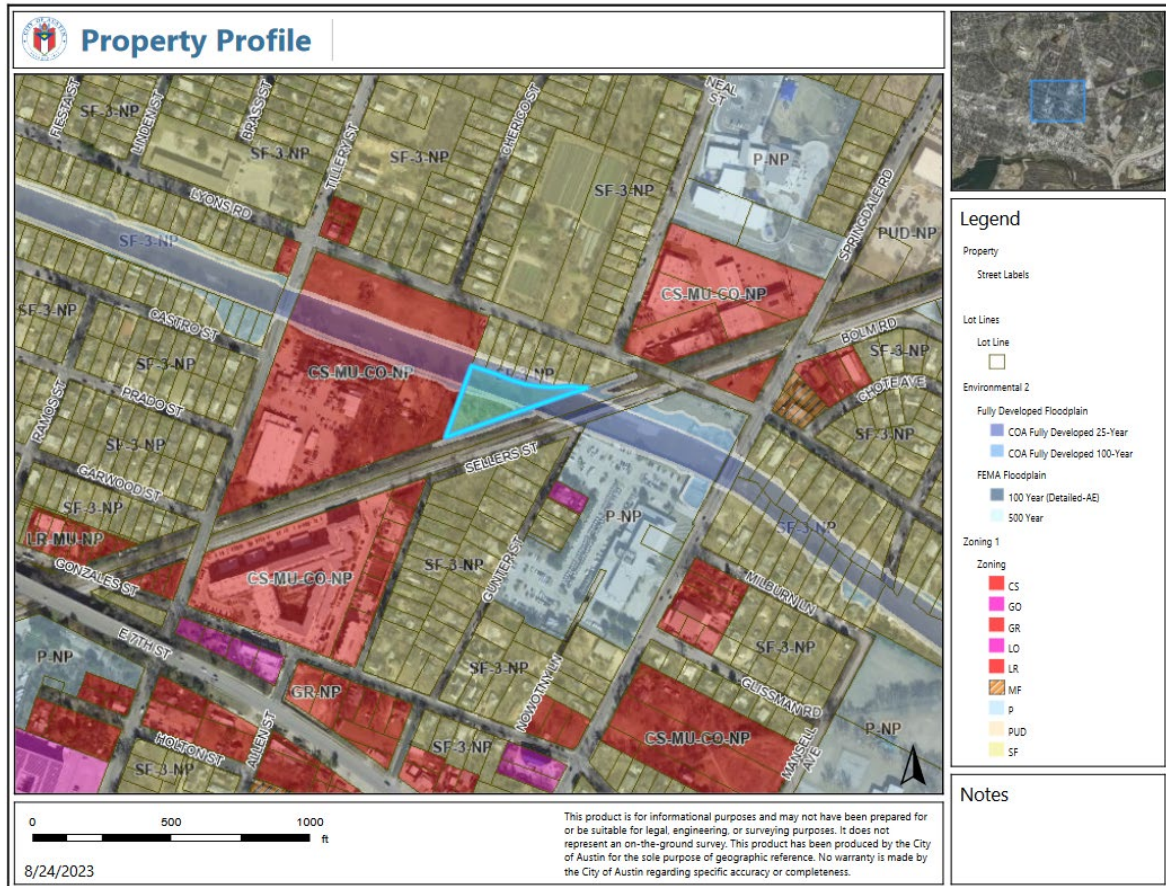 CITY OF AUSTIN
Property Profile
NEAL
ST
FIESTA ST
LINDEN ST
BRASS ST
TILLERY ST
CHERICO ST
SF-3-NP
SF-3-NP
SF-3-NP
SF-3-NP
P-NP
SPRINGDALE RD
PUD-NP
LYONS RD
SF-3-NP
CS-MU-CO-NP
SF-3-NP
CASTRO ST
BOLM RD
SF-3-NP
SF-3-NP
CS-MU-CO-NP
CHOTE AVE
PRADO ST
RAMOS ST
SF-3-NP
SELLERS ST
SF-3-NP
GARWOOD ST
SF-3-NP
P-NP
SF-3-NP
LR-MU-NP
GONZALES ST
CS-MU-CO-NP
SF-3-NP
GUNTER ST
MILBURN LN
E 7TH ST
SF-3-NP
P-NP
SF-3-NP
GR-NP
NOWOTNY LN
GLISSMAN RD
P-NP
HOLTON ST
ALLEN ST
SF-3-NP
CS-MU-CO-NP
MANSELL
AVE
SF-3-NP
Legend
Property
Street Labels
Lot Lines
Lot Line
Environmental 2
Fully Developed Floodplain
COA Fully Developed 25-Year
COA Fully Developed 100-Year
FEMA Floodplain
100 Year (Detailed-AE)
500 Year
Zoning 1
Zoning
CS
GO
GR
LO
LR
MF
P
PUD
SF
Notes
0 500 1000
ft
8/24/2023
This product is for informational purposes and may not have been prepared for
or be suitable for legal, engineering, or surveying purposes. It does not
represent an on-the-ground survey. This product has been produced by the City
of Austin for the sole purpose of geographic reference. No warranty is made by
the City of Austin regarding specific accuracy or completeness.